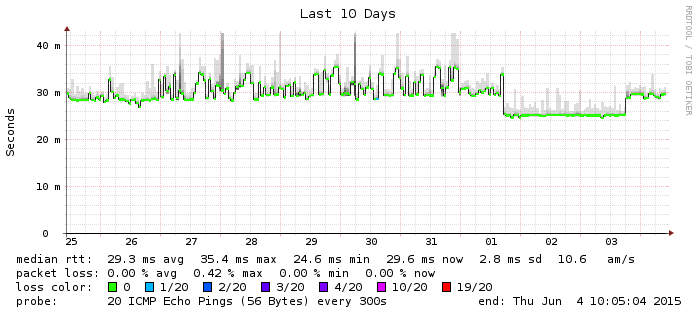 Last 10 Days
RRDTOOL / TOBI OETIKER
Seconds
40 m
30 m
20 m
10 m
0
25 26 27 28 29 30 31 01 02 03
median rtt: 29.3 ms avg 35.4 ms max 24.6 ms min 29.6 ms now 2.8 ms sd 10.6 am/s
packet loss: 0.00 % avg 0.42 % max 0.00 % min 0.00 % now
loss color: 0 1/20 2/20 3/20 4/20 10/20 19/20
probe: 20 ICMP Echo Pings (56 Bytes) every 300s end: Thu Jun 4 10:05:04 2015